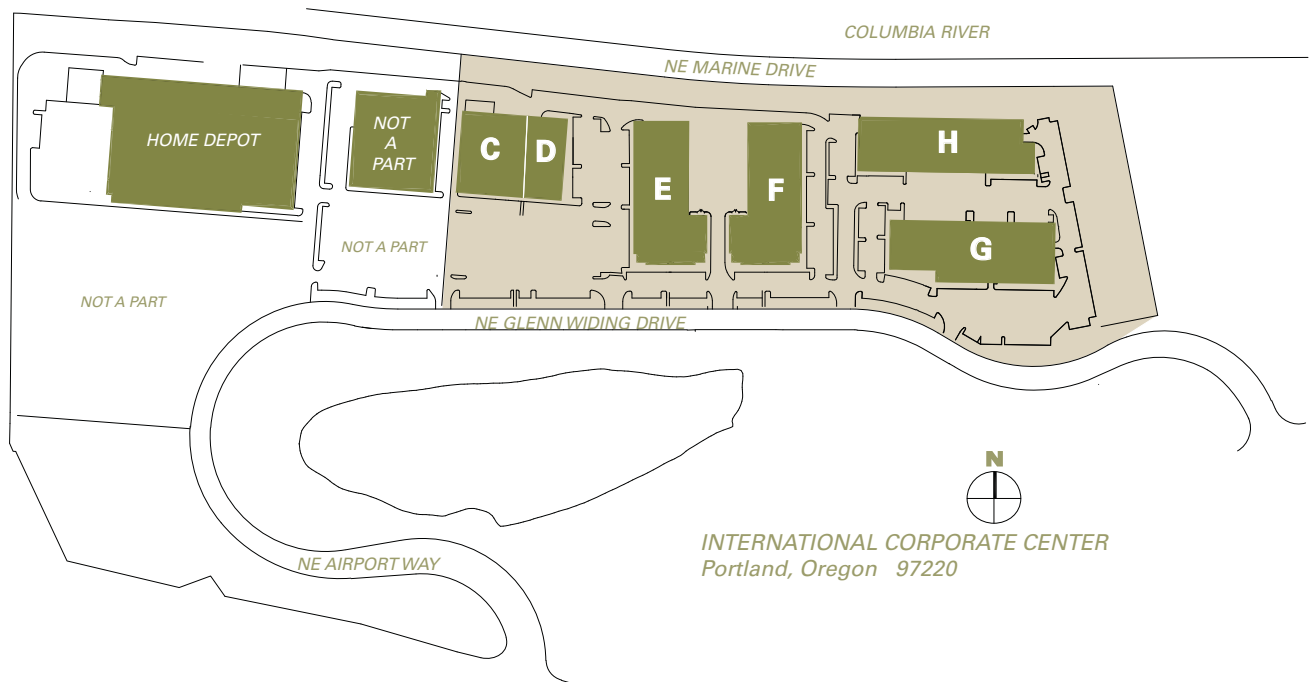 COLUMBIA RIVER
NE MARINE DRIVE
HOME DEPOT
NOT
A
PART
C
D
E
F
H
G
NOT A PART
NOT A PART
NE GLENN WIDING DRIVE
N
INTERNATIONAL CORPORATE CENTER
Portland, Oregon 97220
NE AIRPORT WAY